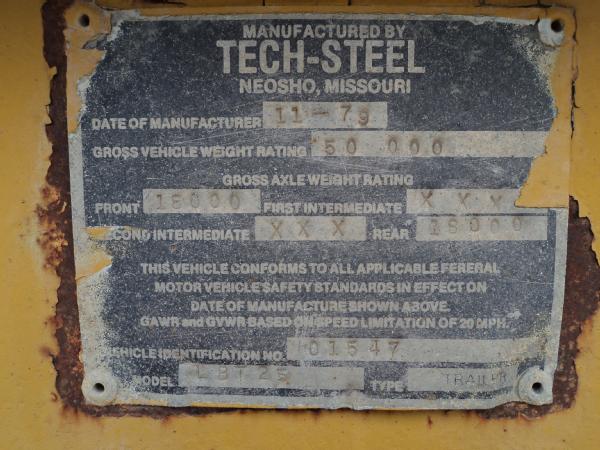 MANUFACTURED BY
TECH-STEEL
NEOSHO, MISSOURI
DATE OF MANUFACTURER 11-79
GROSS VEHICLE WEIGHT RATING 50 000
GROSS AXLE WEIGHT RATING
FRONT 18000 FIRST INTERMEDIATE X X X
COND INTERMEDIATE X X X REAR 18000
THIS VEHICLE CONFORMS TO ALL APPLICABLE FERERAL
MOTOR VEHICLE SAFETY STANDARDS IN EFFECT ON
DATE OF MANUFACTURE SHOWN ABOVE.
GAWR and GVWR BASED ON SPEED LIMITATION OF 20 MPH.
VEHICLE IDENTIFICATION NO. 01547
MODEL TYPE TRAILER